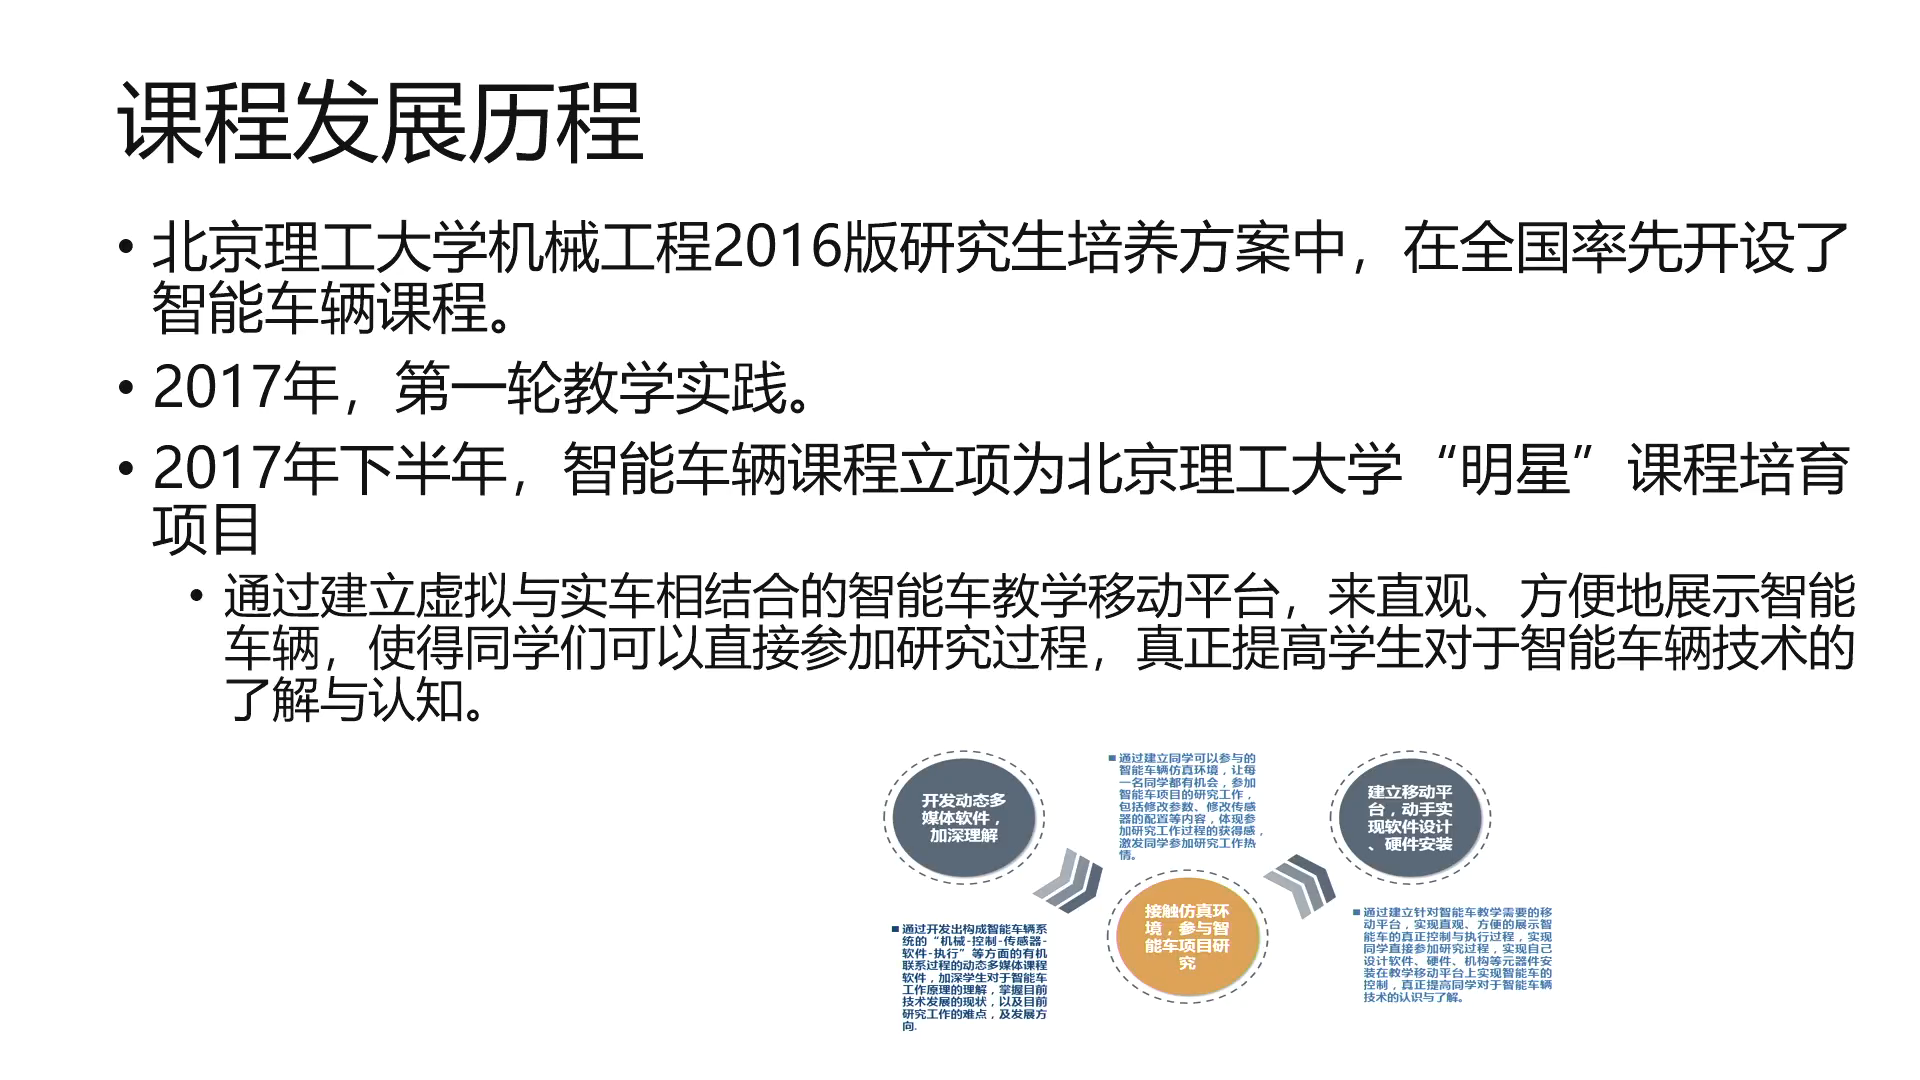 课程发展历程
• 北京理工大学机械工程2016版研究生培养方案中，在全国率先开设了
智能车辆课程。
• 2017年，第一轮教学实践。
• 2017年下半年，智能车辆课程立项为北京理工大学“明星”课程培育
项目
• 通过建立虚拟与实车相结合的智能车教学移动平台，来直观、方便地展示智能
车辆，使得同学们可以直接参加研究过程，真正提高学生对于智能车辆技术的
了解与认知。
开发动态多
媒体软件，
加深理解
■ 通过开发出构成智能车辆系
统的“机械-控制-传感器-
软件-执行”等方面的有机
联系过程的动态多媒体课程
软件，加深学生对于智能车
工作原理的理解，掌握目前
技术发展的现状，以及目前
研究工作的难点，及发展方
向.
■ 通过建立同学可以参与的
智能车辆仿真环境，让每
一名同学都有机会，参加
智能车项目的研究工作，
包括修改参数、修改传感
器的配置等内容，体现参
加研究工作过程的获得感，
激发同学参加研究工作热
情。
接触仿真环
境，参与智
能车项目研
究
建立移动平
台，动手实
现软件设计
、硬件安装
■ 通过建立针对智能车教学需要的移
动平台，实现直观、方便的展示智
能车的真正控制与执行过程，实现
同学直接参加研究过程，实现自己
设计软件、硬件、机构等元器件安
装在教学移动平台上实现智能车的
控制，真正提高同学对于智能车辆
技术的认识与了解。